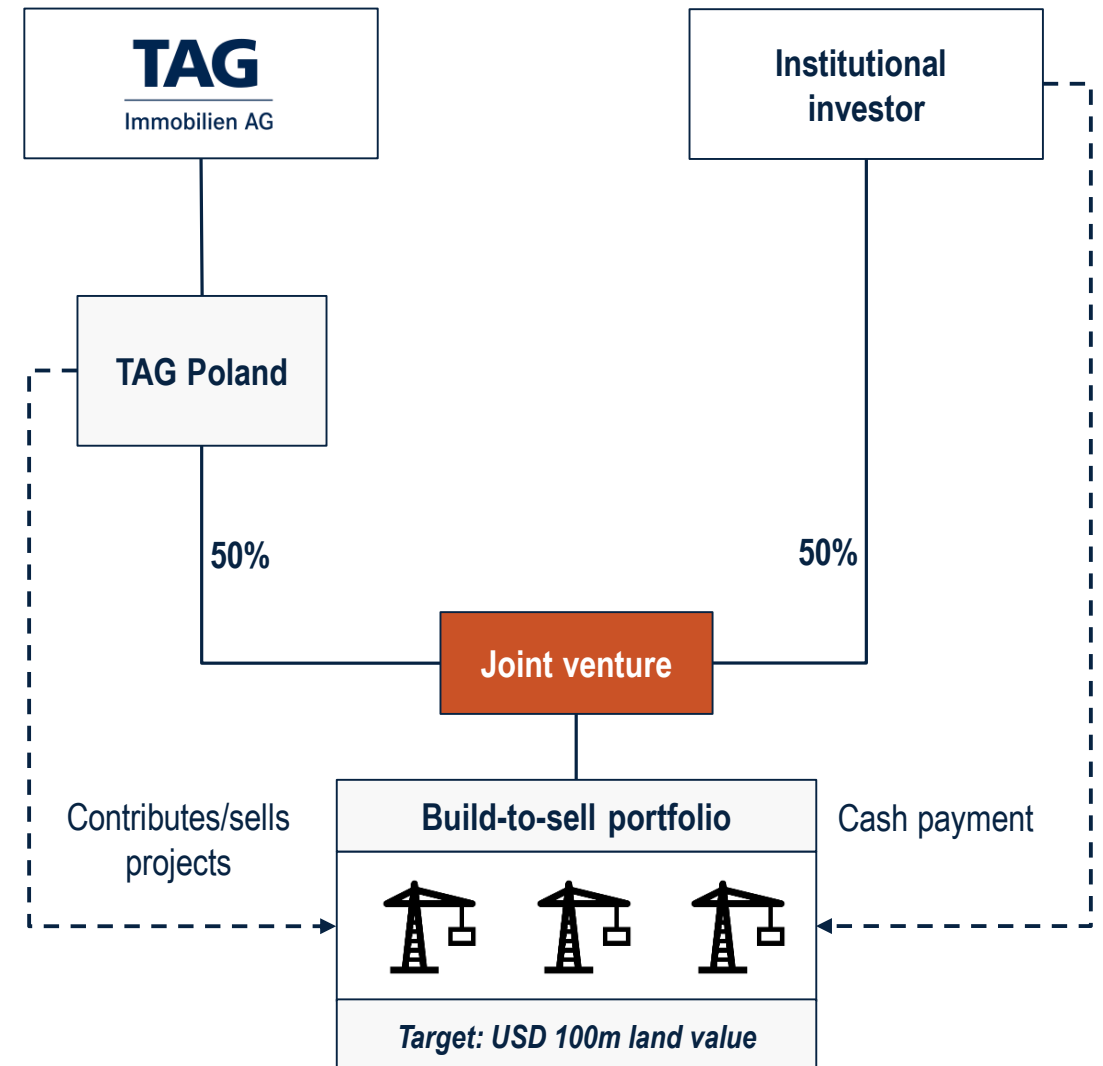 TAG
Immobilien AG
Institutional
investor
TAG Poland
50%
50%
Joint venture
Contributes/sells
projects
Build-to-sell portfolio
Cash payment
Target: USD 100m land value